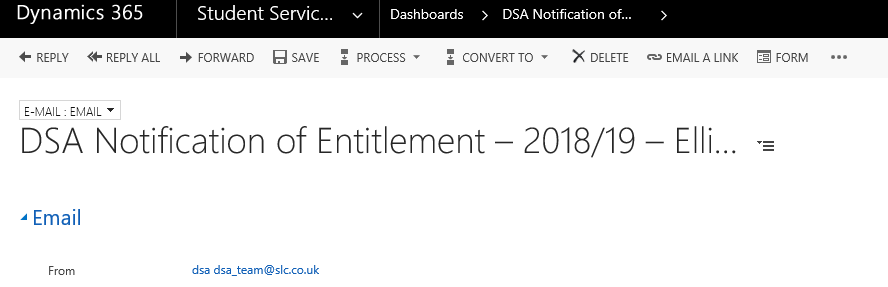 Dynamics 365 Student Servic... Dashboards DSA Notification of...
REPLY REPLY ALL FORWARD SAVE PROCESS CONVERT TO DELETE EMAIL A LINK FORM ...
E-MAIL : EMAIL
DSA Notification of Entitlement – 2018/19 – Elli...
Email
From dsa dsa_team@slc.co.uk